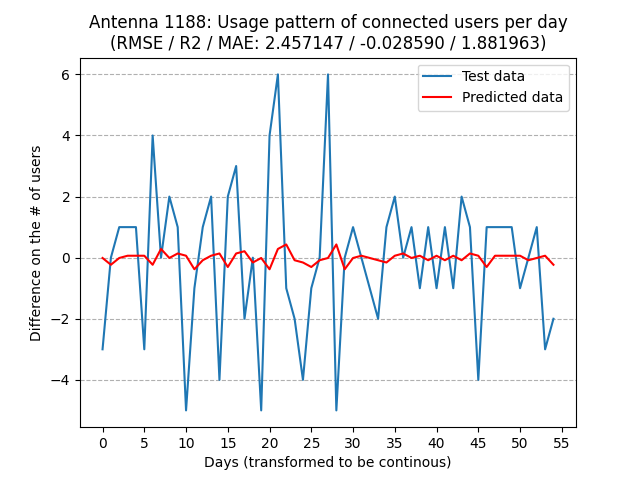 Antenna 1188: Usage pattern of connected users per day
(RMSE / R2 / MAE: 2.457147 / -0.028590 / 1.881963)
Test data
Predicted data
6
4
2
0
−2
−4
Difference on the # of users
0 5 10 15 20 25 30 35 40 45 50 55
Days (transformed to be continous)